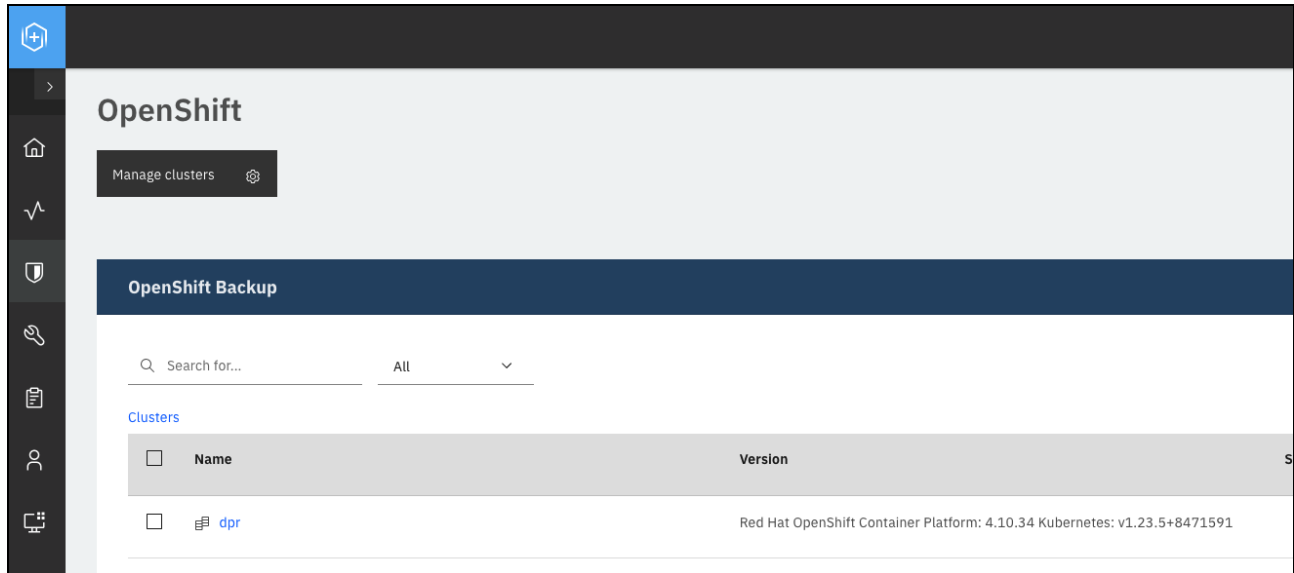 OpenShift
Manage clusters
OpenShift Backup
Search for...
All
Clusters
Name Version S
dpr Red Hat OpenShift Container Platform: 4.10.34 Kubernetes: v1.23.5+8471591